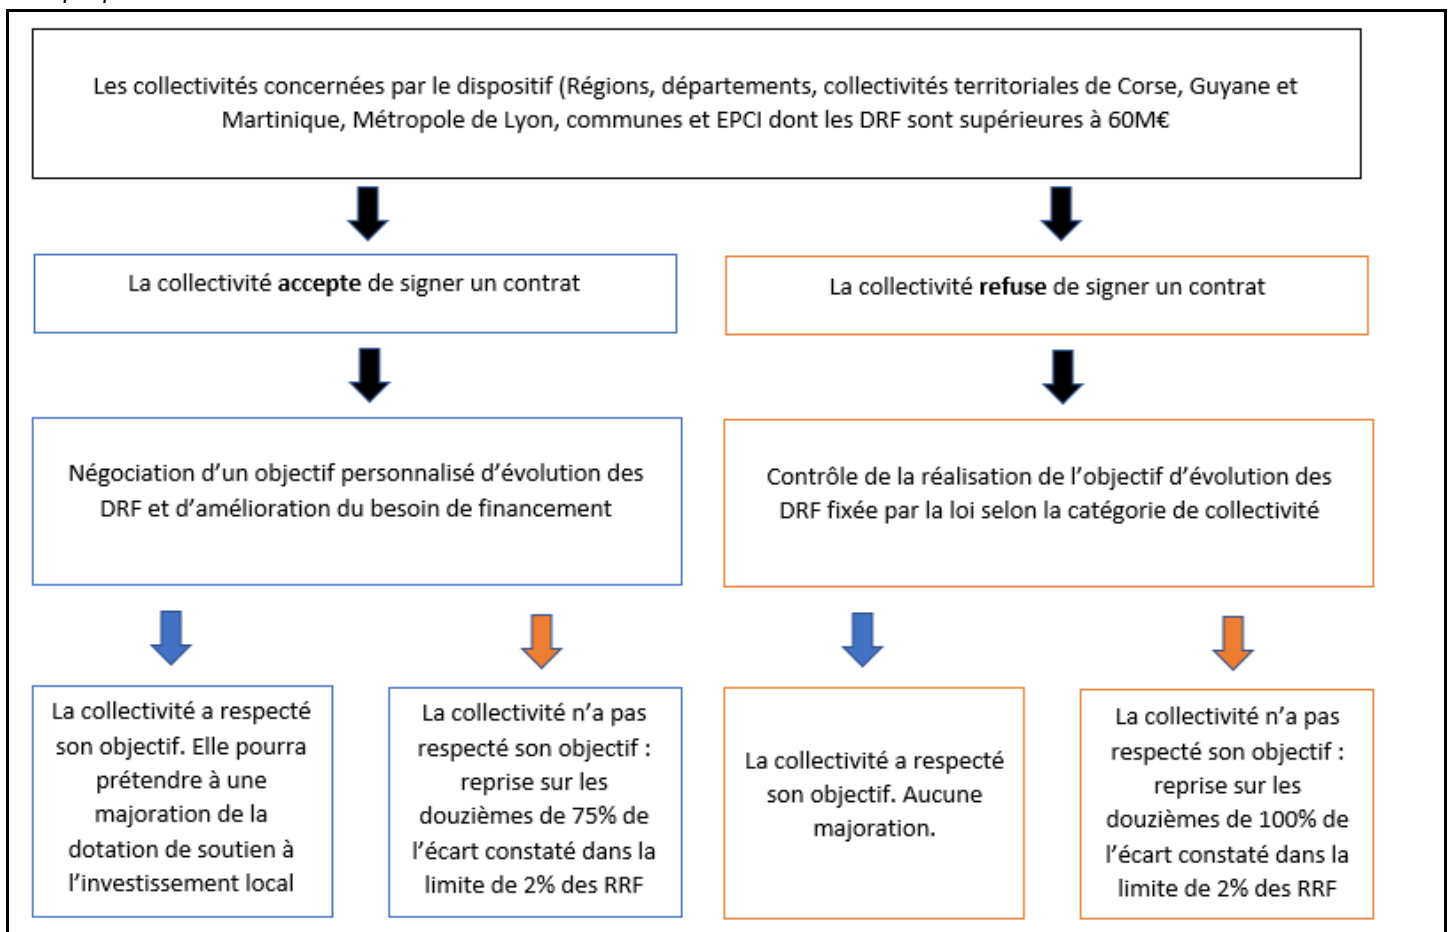 Les collectivités concernées par le dispositif (Régions, départements, collectivités territoriales de Corse, Guyane et
Martinique, Métropole de Lyon, communes et EPCI dont les DRF sont supérieures à 60M€
La collectivité accepte de signer un contrat
La collectivité refuse de signer un contrat
Négociation d’un objectif personnalisé d’évolution des
DRF et d’amélioration du besoin de financement
Contrôle de la réalisation de l’objectif d’évolution des
DRF fixée par la loi selon la catégorie de collectivité
La collectivité a respecté
son objectif. Elle pourra
prétendre à une
majoration de la
dotation de soutien à
l’investissement local
La collectivité n’a pas
respecté son objectif :
reprise sur les
douzièmes de 75% de
l’écart constaté dans la
limite de 2% des RRF
La collectivité a respecté
son objectif. Aucune
majoration.
La collectivité n’a pas
respecté son objectif :
reprise sur les
douzièmes de 100% de
l’écart constaté dans la
limite de 2% des RRF